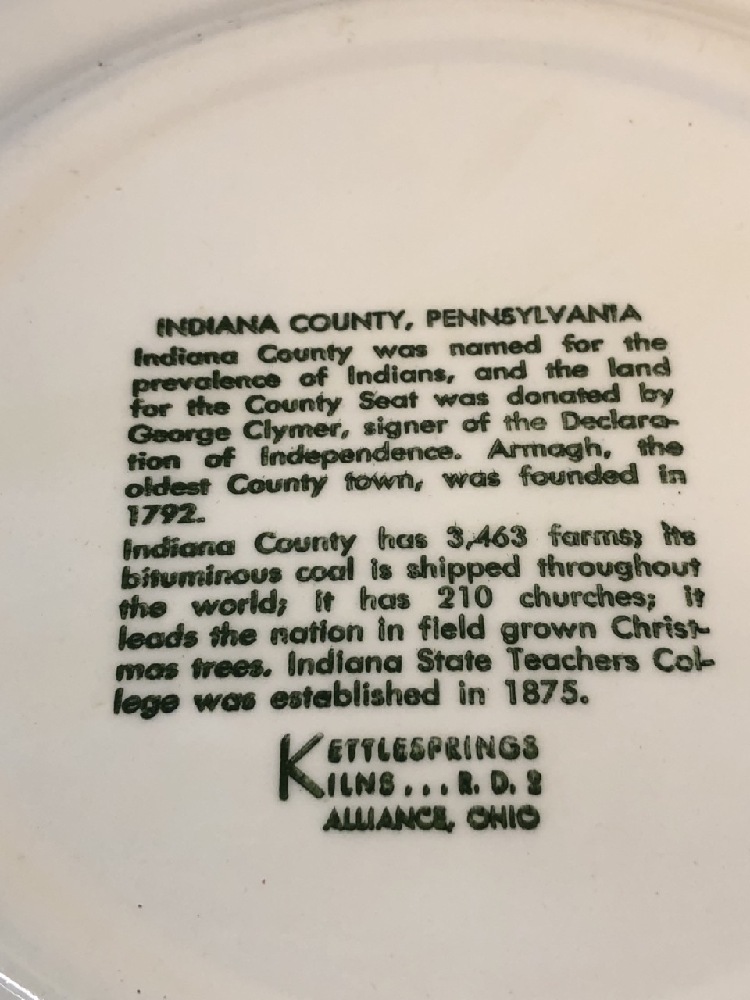 INDIANA COUNTY, PENNSYLVANIA
Indiana County was named for the
prevalence of Indians, and the land
for the County Seat was donated by
George Clymer, signer of the Declara-
tion of Independence. Armagh, the
oldest County town, was founded in
1792.
Indiana County has 3,463 farms; its
bituminous coal is shipped throughout
the world; it has 210 churches; it
leads the nation in field grown Christ-
mas trees. Indiana State Teachers Col-
lege was established in 1875.
KETTLESPRINGS
KILNS... R. D. 2
ALLIANCE, OHIO